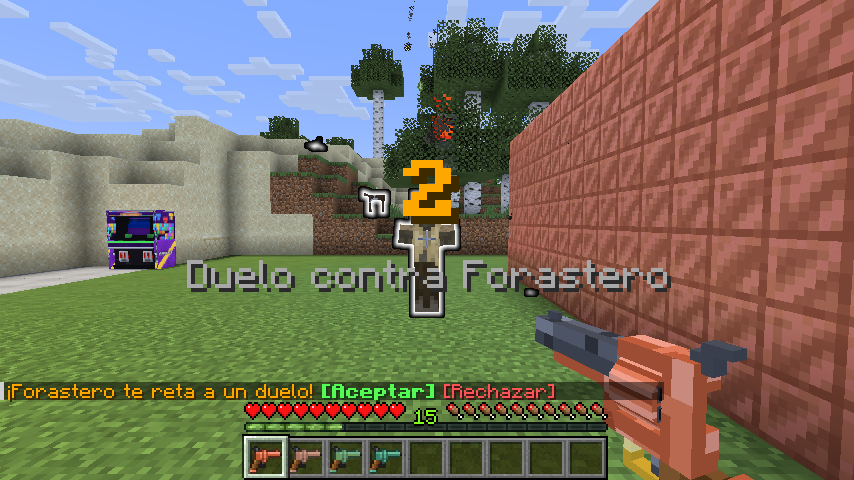 2
Duelo contra Forastero
¡Forastero te reta a un duelo! [Aceptar] [Rechazar]
15